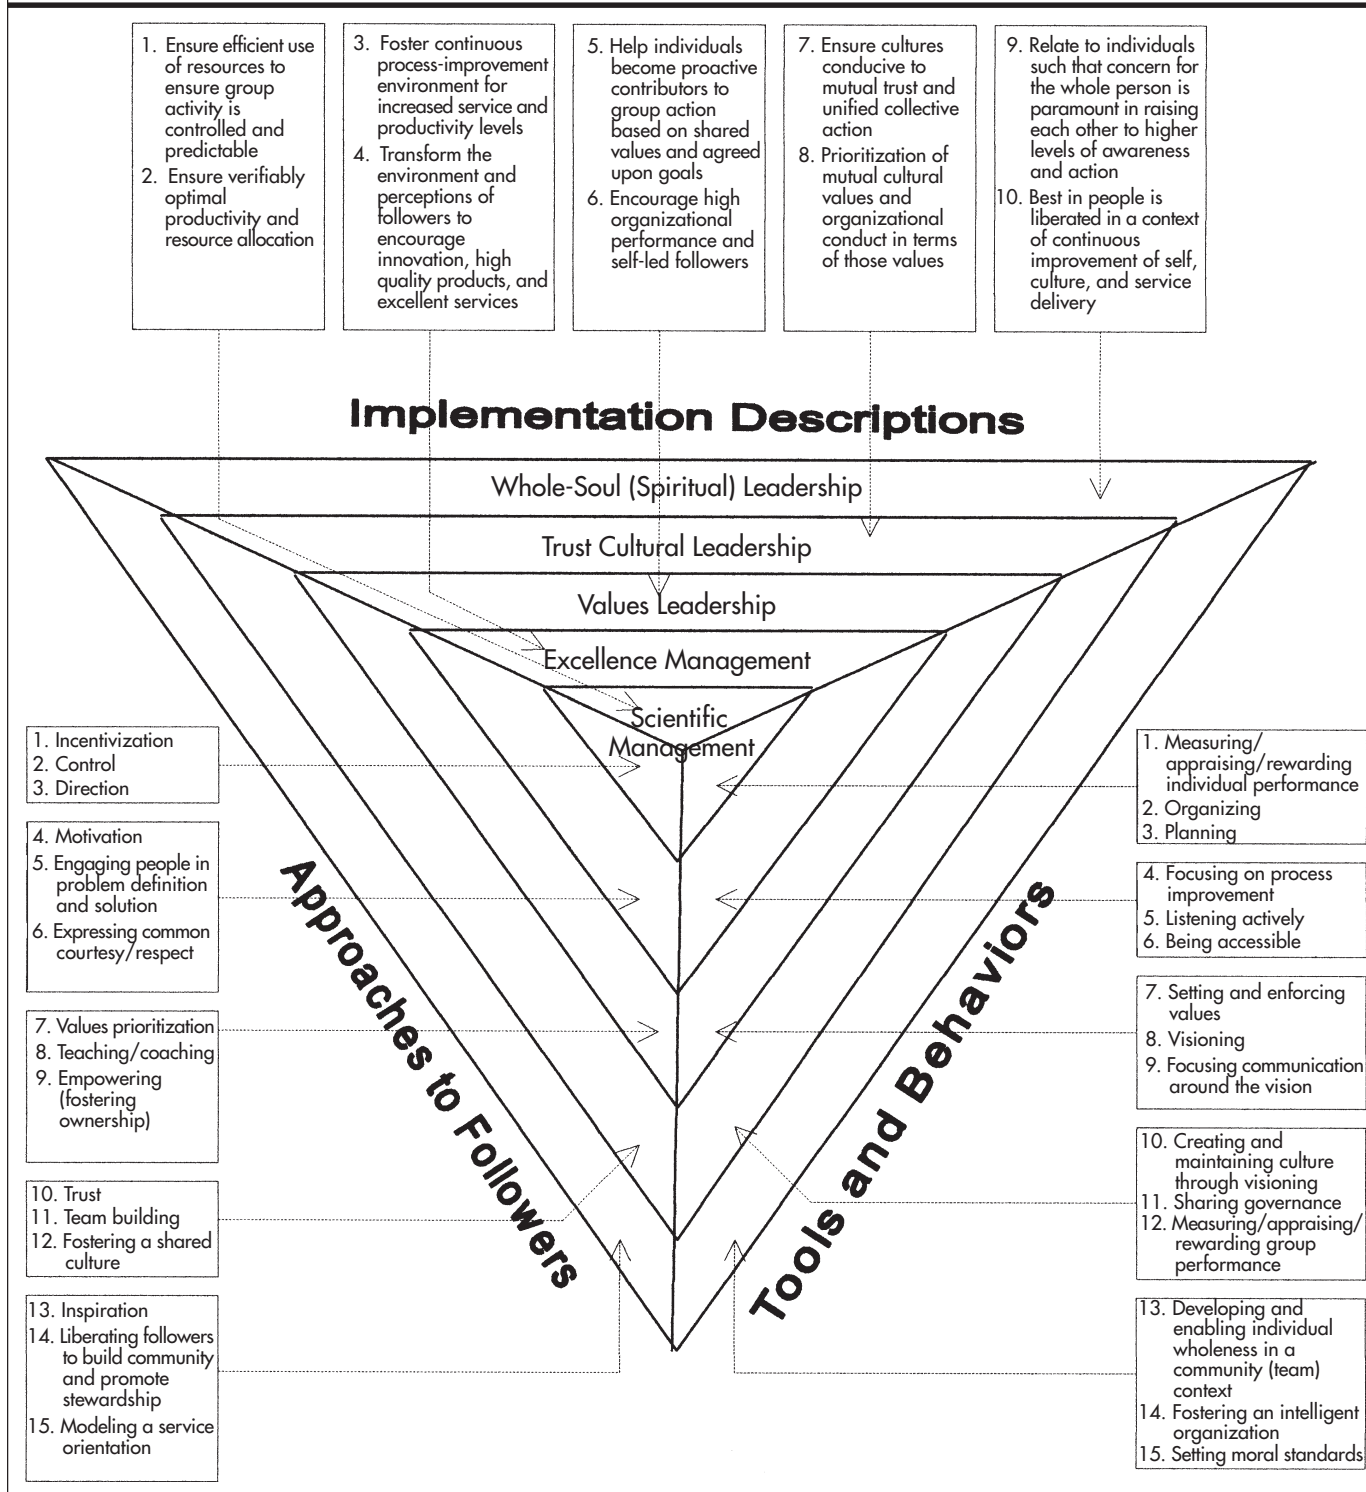 1. Ensure efficient use
of resources to
ensure group
activity is
controlled and
predictable
2. Ensure verifiably
optimal
productivity and
resource allocation
3. Foster continuous
process-improvement
environment for
increased service and
productivity levels
4. Transform the
environment and
perceptions of
followers to
encourage
innovation, high
quality products, and
excellent services
5. Help individuals
become proactive
contributors to
group action
based on shared
values and agreed
upon goals
6. Encourage high
organizational
performance and
self-led followers
7. Ensure cultures
conducive to
mutual trust and
unified collective
action
8. Prioritization of
mutual cultural
values and
organizational
conduct in terms
of those values
9. Relate to individuals
such that concern for
the whole person is
paramount in raising
each other to higher
levels of awareness
and action
10. Best in people is
liberated in a context
of continuous
improvement of self,
culture, and service
delivery
Implementation Descriptions
Whole-Soul (Spiritual) Leadership
Trust Cultural Leadership
Values Leadership
Excellence Management
Scientific
Management
Approaches to Followers
1. Incentivization
2. Control
3. Direction
4. Motivation
5. Engaging people in
problem definition
and solution
6. Expressing common
courtesy/respect
7. Values prioritization
8. Teaching/coaching
9. Empowering
(fostering
ownership)
10. Trust
11. Team building
12. Fostering a shared
culture
13. Inspiration
14. Liberating followers
to build community
and promote
stewardship
15. Modeling a service
orientation
Tools and Behaviors
1. Measuring/
appraising/rewarding
individual performance
2. Organizing
3. Planning
4. Focusing on process
improvement
5. Listening actively
6. Being accessible
7. Setting and enforcing
values
8. Visioning
9. Focusing communication
around the vision
10. Creating and
maintaining culture
through visioning
11. Sharing governance
12. Measuring/appraising/
rewarding group
performance
13. Developing and
enabling individual
wholeness in a
community (team)
context
14. Fostering an intelligent
organization
15. Setting moral standards